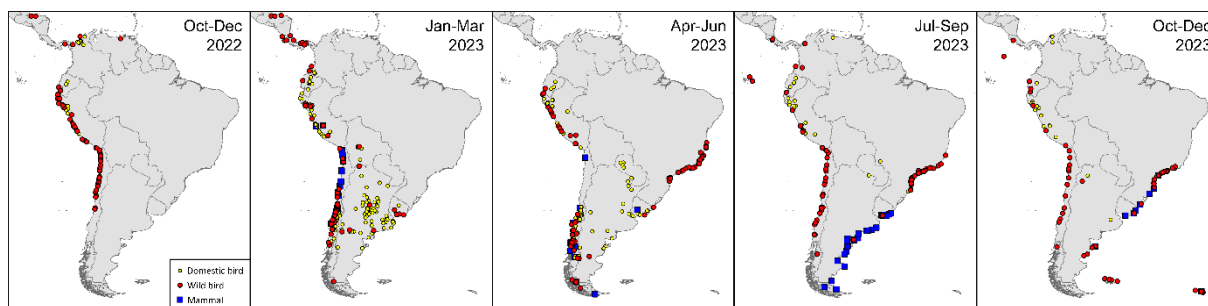 Oct-Dec
2022
Domestic bird
Wild bird
Mammal
Jan-Mar
2023
Apr-Jun
2023
Jul-Sep
2023
Oct-Dec
2023